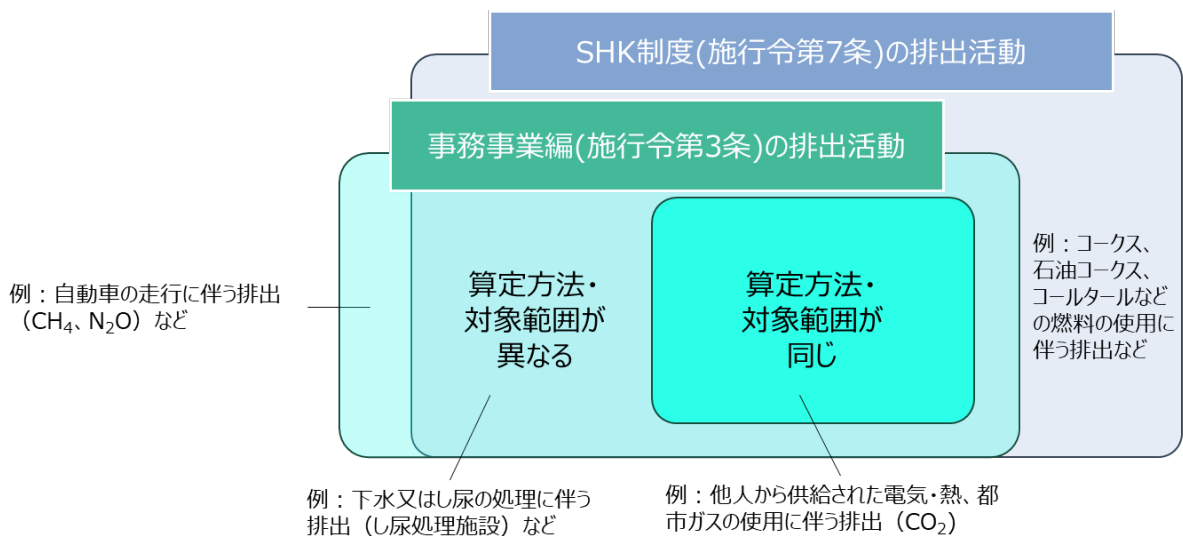 SHK制度(施行令第7条)の排出活動
事務事業編(施行令第3条)の排出活動
例：自動車の走行に伴う排出
（CH₄、N₂O）など
算定方法・
対象範囲が
異なる
算定方法・
対象範囲が
同じ
例：コークス、
石油コークス、
コールタールなど
の燃料の使用に
伴う排出など
例：下水又はし尿の処理に伴う
排出（し尿処理施設）など
例：他人から供給された電気・熱、都
市ガスの使用に伴う排出（CO₂）